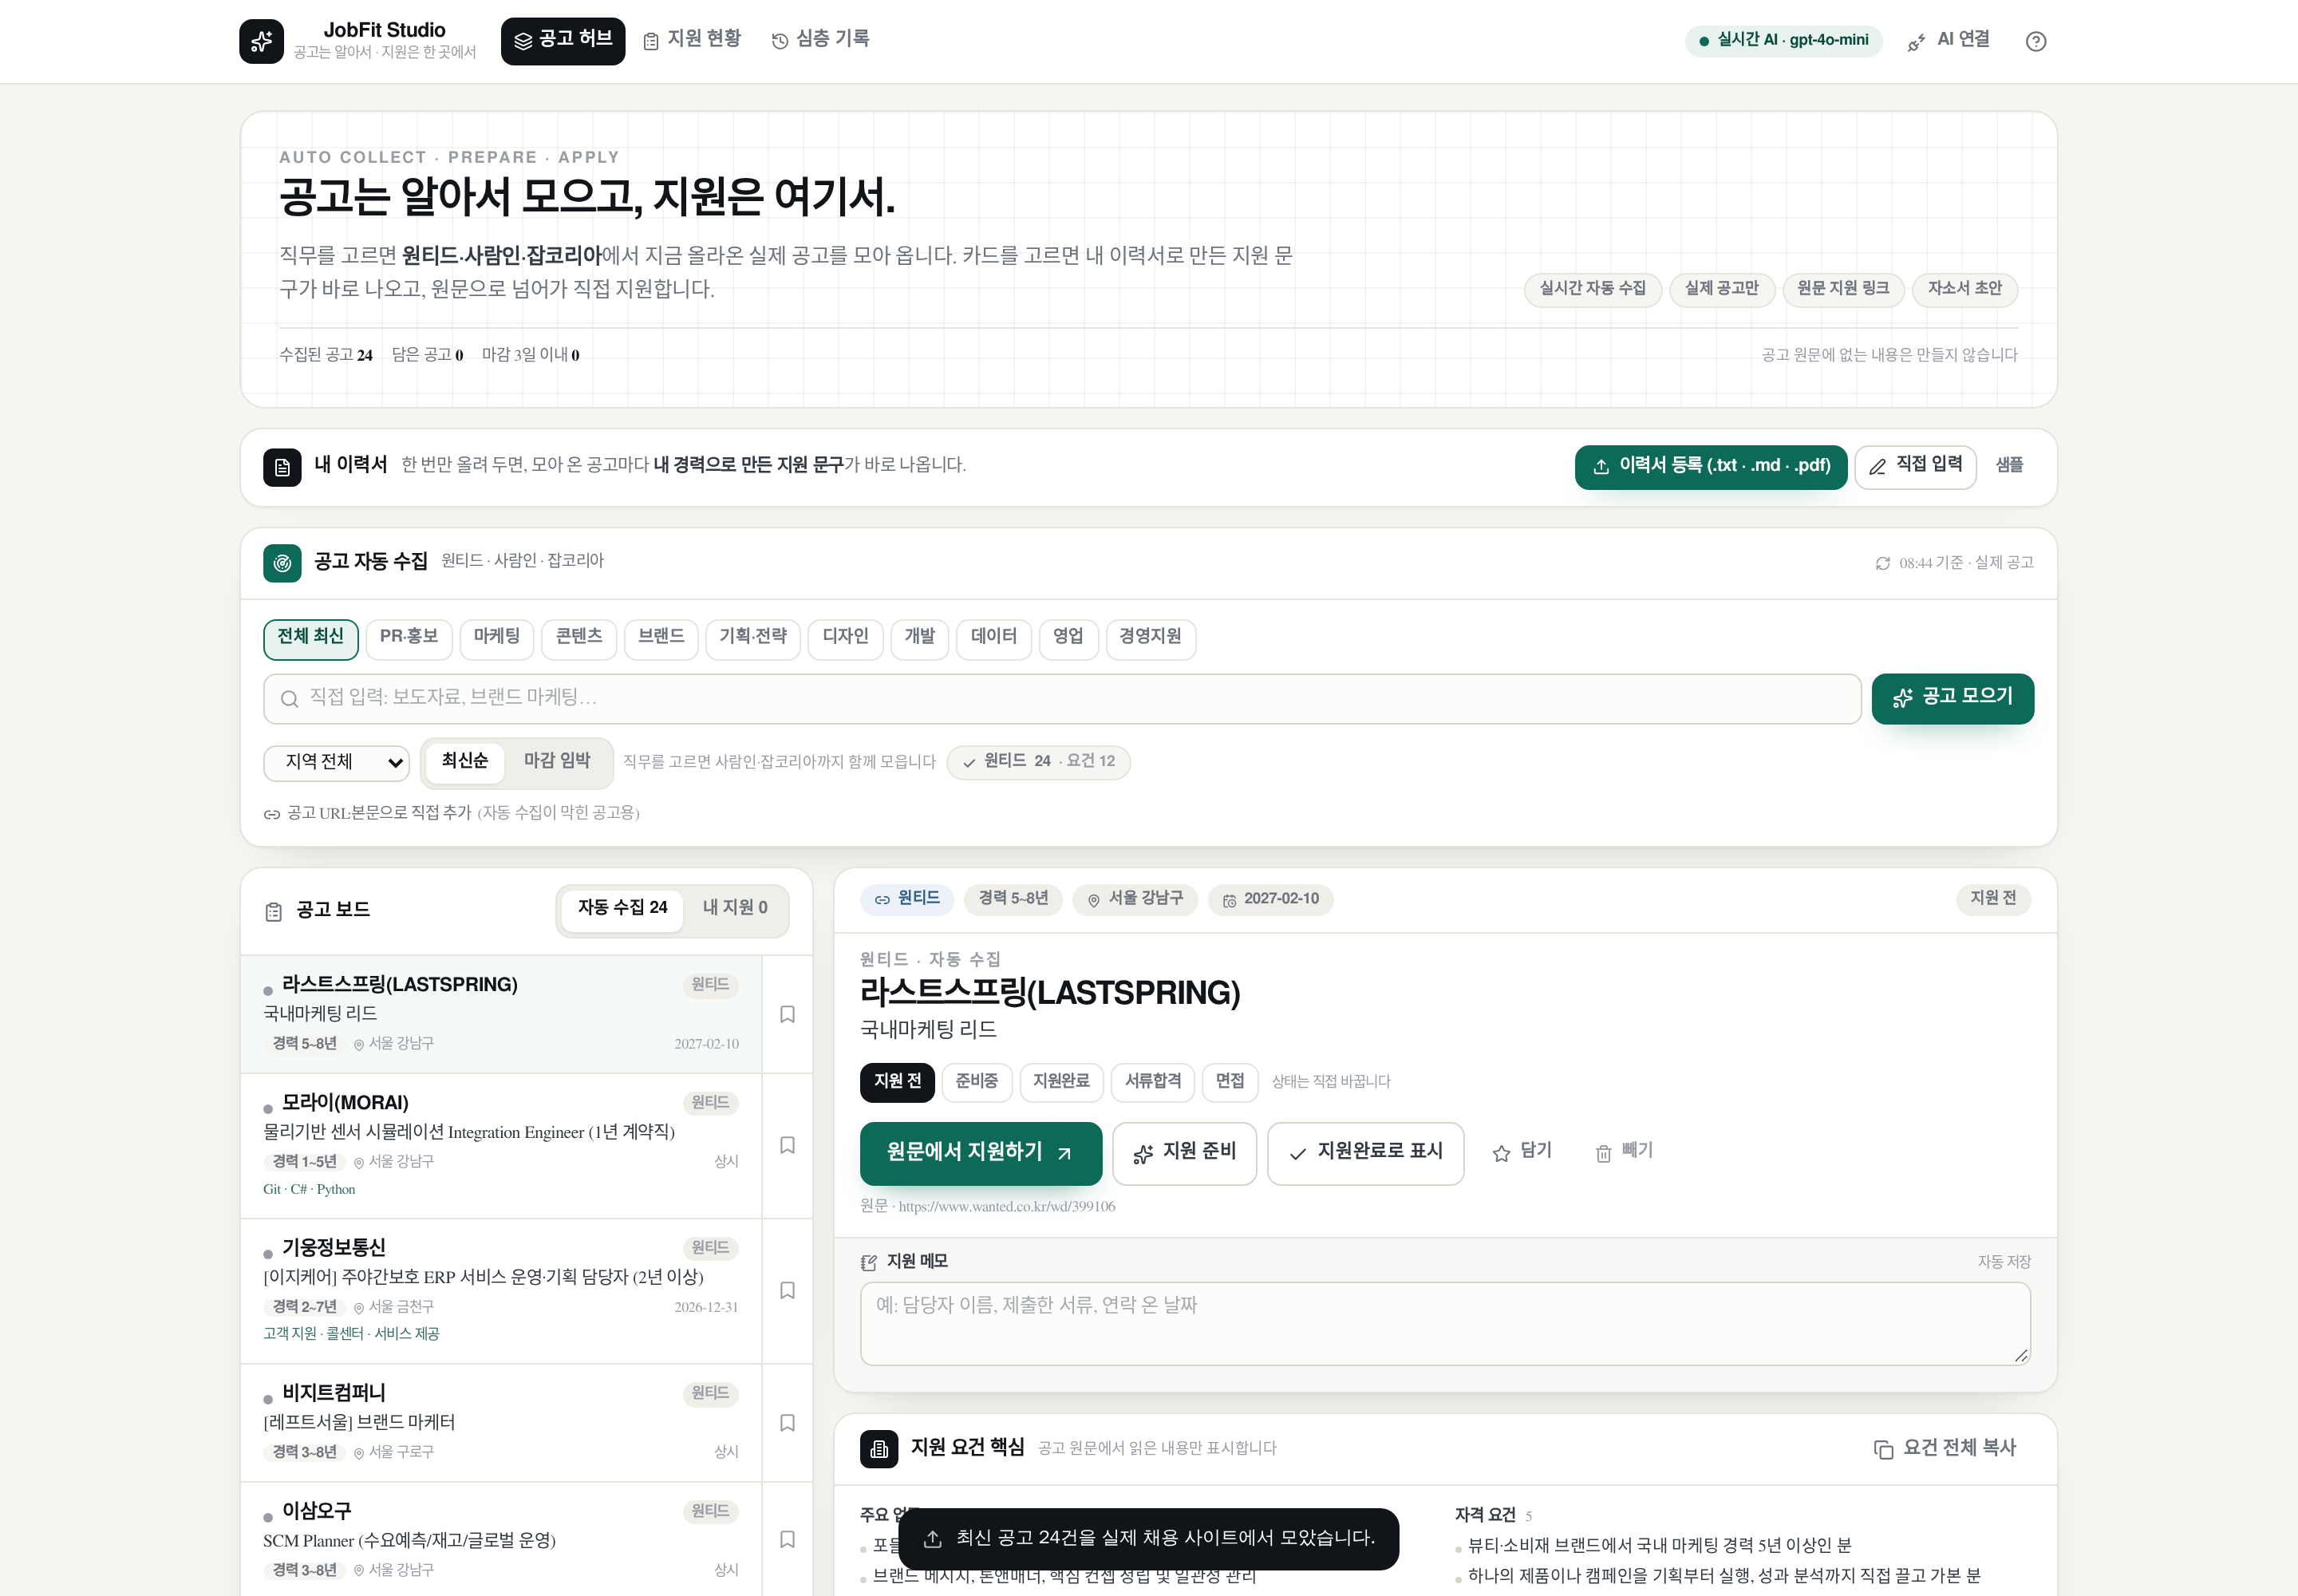 JobFit Studio
공고는 알아서 · 지원은 한 곳에서
공고 허브
지원 현황
심층 기록
실시간 AI · gpt-4o-mini
AI 연결
AUTO COLLECT · PREPARE · APPLY
공고는 알아서 모으고, 지원은 여기서.
직무를 고르면 원티드·사람인·잡코리아에서 지금 올라온 실제 공고를 모아 옵니다. 카드를 고르면 내 이력서로 만든 지원 문
구가 바로 나오고, 원문으로 넘어가 직접 지원합니다.
실시간 자동 수집
실제 공고만
원문 지원 링크
자소서 초안
수집된 공고 24 담은 공고 0 마감 3일 이내 0
공고 원문에 없는 내용은 만들지 않습니다
내 이력서
한 번만 올려 두면, 모아 온 공고마다 내 경력으로 만든 지원 문구가 바로 나옵니다.
이력서 등록 (.txt · .md · .pdf)
직접 입력
샘플
공고 자동 수집
원티드 · 사람인 · 잡코리아
08:44 기준 · 실제 공고
전체 최신
PR·홍보
마케팅
콘텐츠
브랜드
기획·전략
디자인
개발
데이터
영업
경영지원
직접 입력: 보도자료, 브랜드 마케팅…
공고 모으기
지역 전체
최신순
마감 임박
직무를 고르면 사람인·잡코리아까지 함께 모읍니다
원티드 24 · 요건 12
공고 URL·본문으로 직접 추가 (자동 수집이 막힌 공고용)
공고 보드
자동 수집 24
내 지원 0
라스트스프링(LASTSPRING)
원티드
국내마케팅 리드
경력 5~8년
서울 강남구
2027-02-10
모라이(MORAI)
원티드
물리기반 센서 시뮬레이션 Integration Engineer (1년 계약직)
경력 1~5년
서울 강남구
상시
Git · C# · Python
기웅정보통신
원티드
[이지케어] 주야간보호 ERP 서비스 운영·기획 담당자 (2년 이상)
경력 2~7년
서울 금천구
2026-12-31
고객 지원 · 콜센터 · 서비스 제공
비지트컴퍼니
원티드
[레프트서울] 브랜드 마케터
경력 3~8년
서울 구로구
상시
이삼오구
원티드
SCM Planner (수요예측/재고/글로벌 운영)
경력 3~8년
서울 강남구
상시
원티드
경력 5~8년
서울 강남구
2027-02-10
지원 전
원티드 · 자동 수집
라스트스프링(LASTSPRING)
국내마케팅 리드
지원 전
준비중
지원완료
서류합격
면접
상태는 직접 바꿉니다
원문에서 지원하기
지원 준비
지원완료로 표시
담기
빼기
원문 · https://www.wanted.co.kr/wd/399106
지원 메모
자동 저장
예: 담당자 이름, 제출한 서류, 연락 온 날짜
지원 요건 핵심
공고 원문에서 읽은 내용만 표시합니다
요건 전체 복사
주요
자격 요건 5
뷰티·소비재 브랜드에서 국내 마케팅 경력 5년 이상인 분
최신 공고 24건을 실제 채용 사이트에서 모았습니다.
브랜드 메시지, 톤앤매너, 핵심 컨셉 정립 및 일관성 관리
하나의 제품이나 캠페인을 기획부터 실행, 성과 분석까지 직접 끌고 가본 분